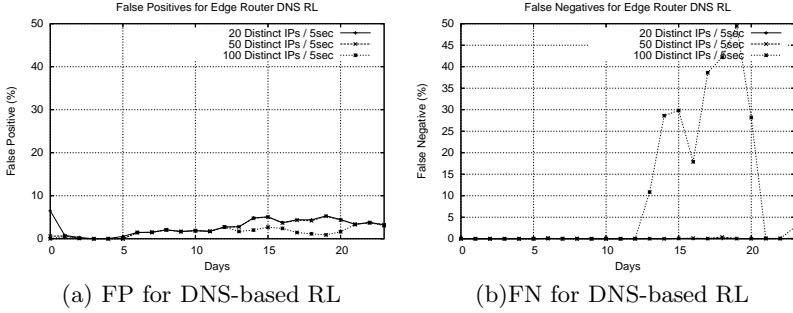 False Positives for Edge Router DNS RL
20 Distinct IPs / 5sec
50 Distinct IPs / 5sec
100 Distinct IPs / 5sec
50
40
30
20
10
5
0
False Positive (%)
0 5 10 15 20
Days
(a) FP for DNS-based RL
False Negatives for Edge Router DNS RL
20 Distinct IPs / 5sec
50 Distinct IPs / 5sec
100 Distinct IPs / 5sec
50
45
40
35
30
25
20
15
10
5
0
False Negative (%)
0 5 10 15 20
Days
(b)FN for DNS-based RL